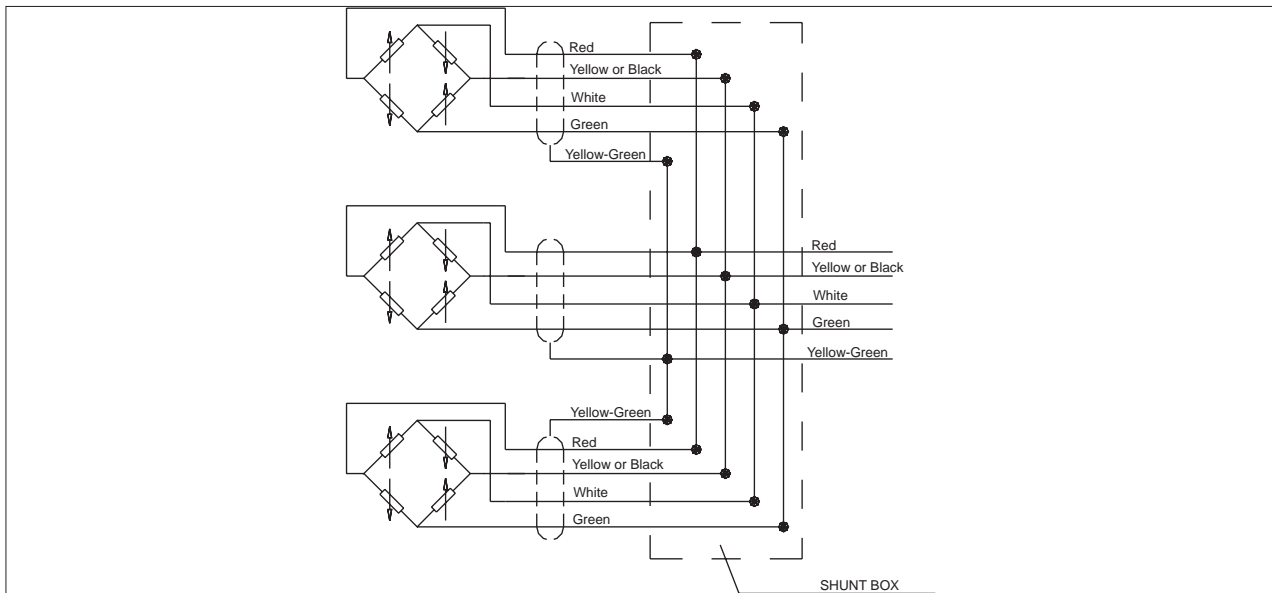 Red
Yellow or Black
White
Green
Yellow-Green
Red
Yellow or Black
White
Green
Yellow-Green
Yellow-Green
Red
Yellow or Black
White
Green
SHUNT BOX